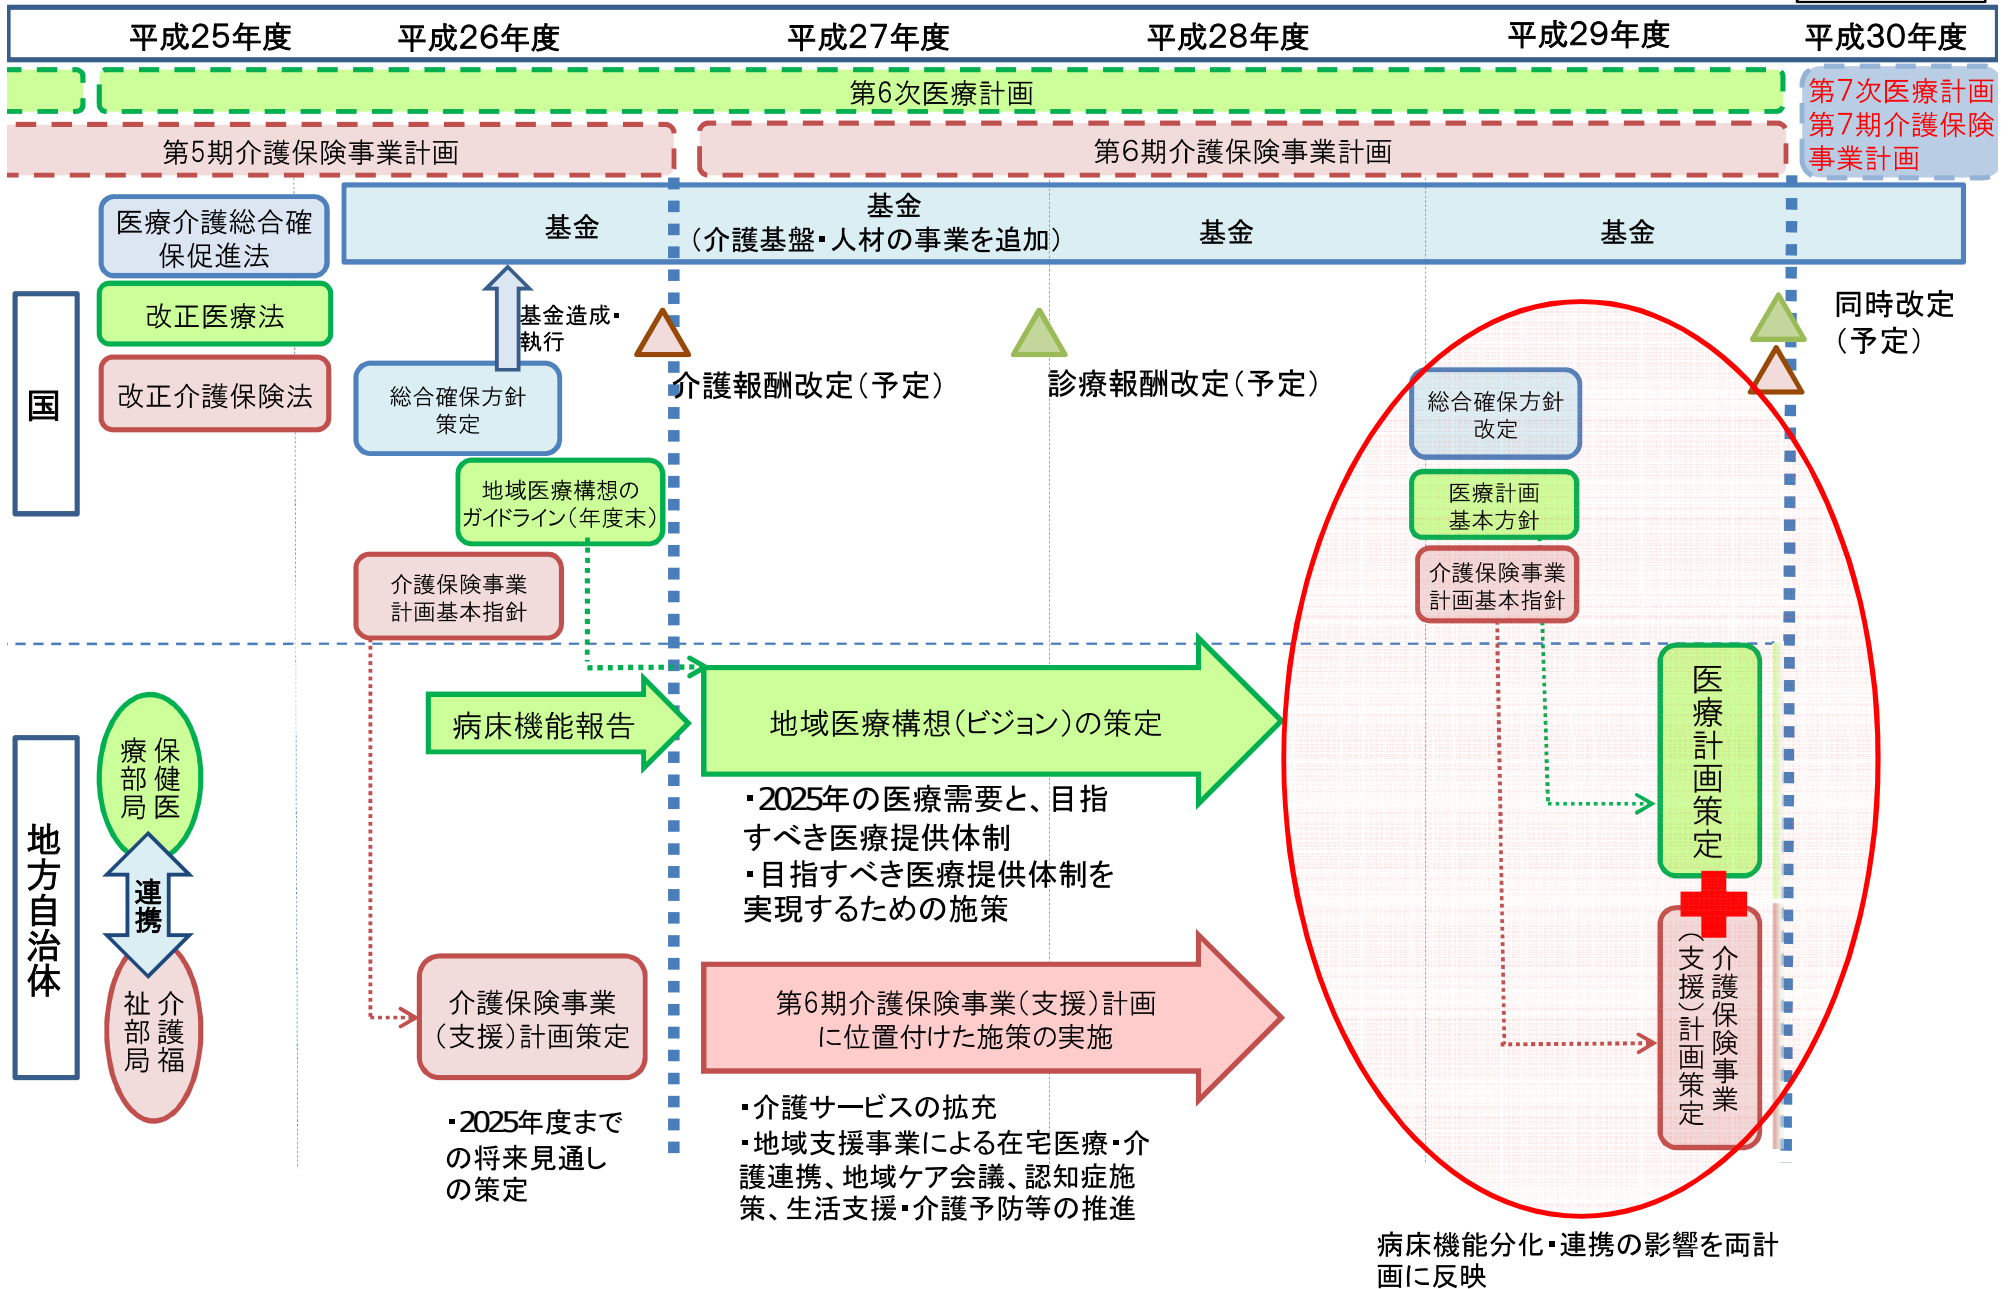 平成25年度
平成26年度
平成27年度
平成28年度
平成29年度
平成30年度
第6次医療計画
第7次医療計画
第7期介護保険
事業計画
第5期介護保険事業計画
第6期介護保険事業計画
医療介護総合確
保促進法
改正医療法
改正介護保険法
基金
基金
（介護基盤・人材の事業を追加）
基金
基金
国
基金造成・
執行
総合確保方針
策定
介護報酬改定（予定）
診療報酬改定（予定）
同時改定
（予定）
地域医療構想の
ガイドライン（年度末）
介護保険事業
計画基本指針
総合確保方針
改定
医療計画
基本方針
介護保険事業
計画基本指針
地方自治体
保健医
療部局
連携
介護福
祉部局
病床機能報告
地域医療構想（ビジョン）の策定
・2025年の医療需要と、目指
すべき医療提供体制
・目指すべき医療提供体制を
実現するための施策
介護保険事業
（支援）計画策定
・2025年度まで
の将来見通し
の策定
第6期介護保険事業（支援）計画
に位置付けた施策の実施
・介護サービスの拡充
・地域支援事業による在宅医療・介
護連携、地域ケア会議、認知症施
策、生活支援・介護予防等の推進
医療計画策定
介護保険事業
（支援）計画策定
病床機能分化・連携の影響を両計
画に反映